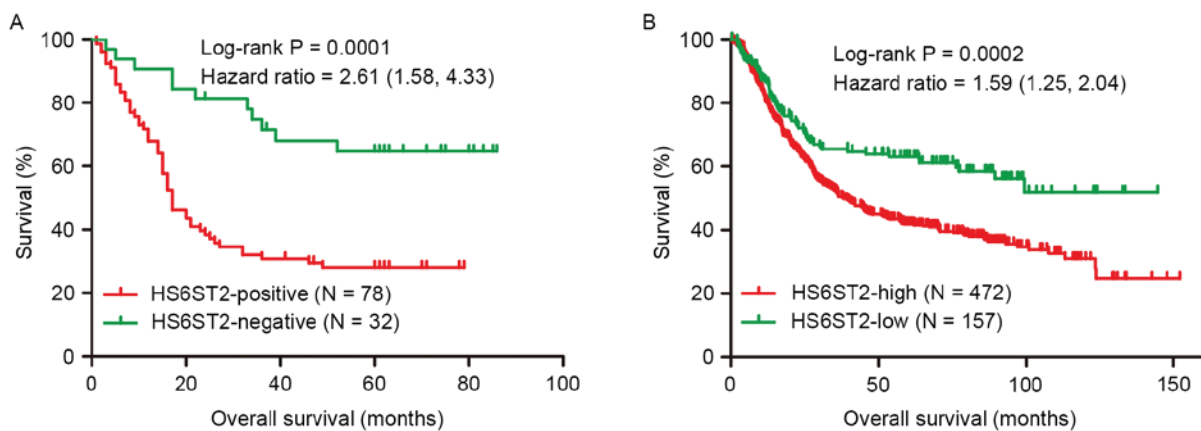 A
Log-rank P = 0.0001
Hazard ratio = 2.61 (1.58, 4.33)
Survival (%)
100
80
60
40
20
0
HS6ST2-positive (N = 78)
HS6ST2-negative (N = 32)
0 20 40 60 80 100
Overall survival (months)
B
Log-rank P = 0.0002
Hazard ratio = 1.59 (1.25, 2.04)
Survival (%)
100
80
60
40
20
0
HS6ST2-high (N = 472)
HS6ST2-low (N = 157)
0 50 100 150
Overall survival (months)